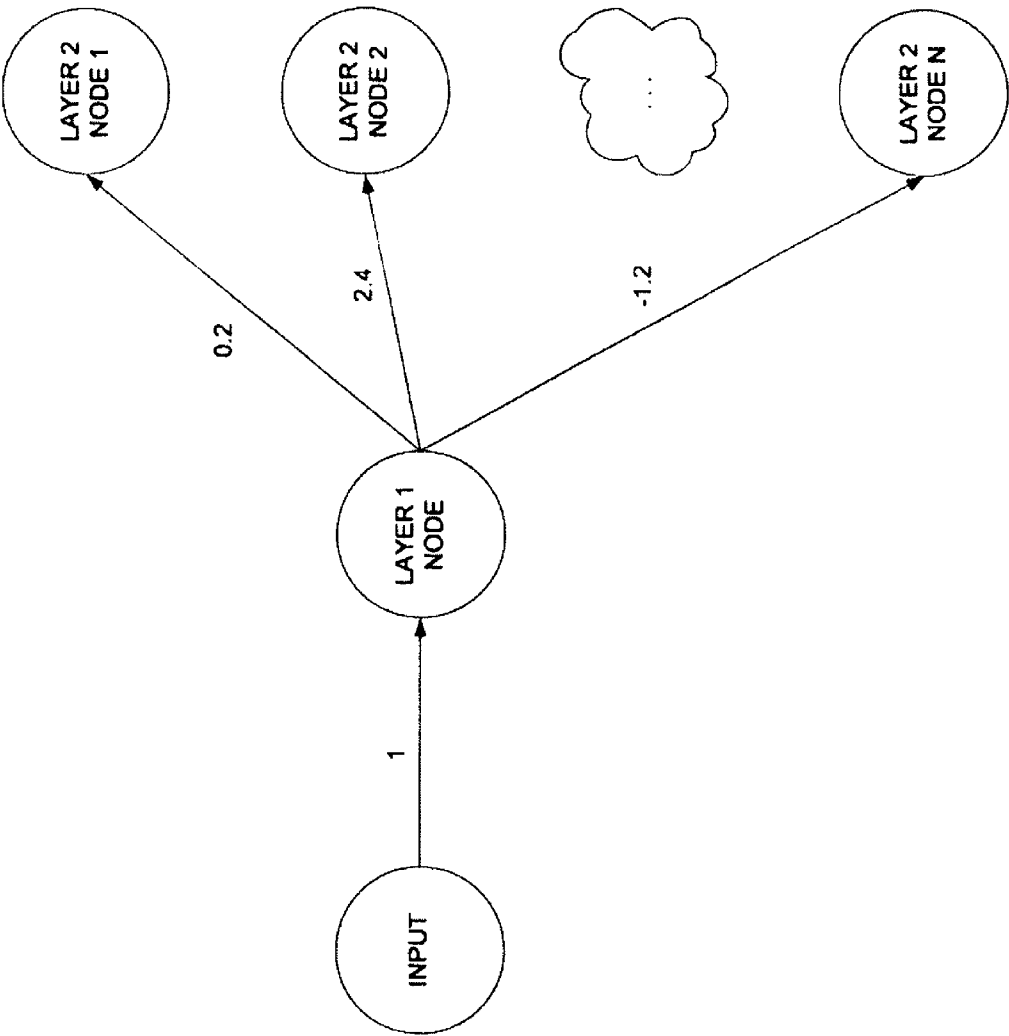 INPUT
1
LAYER 1
NODE
0.2
2.4
-1.2
LAYER 2
NODE 1
LAYER 2
NODE 2
...
LAYER 2
NODE N